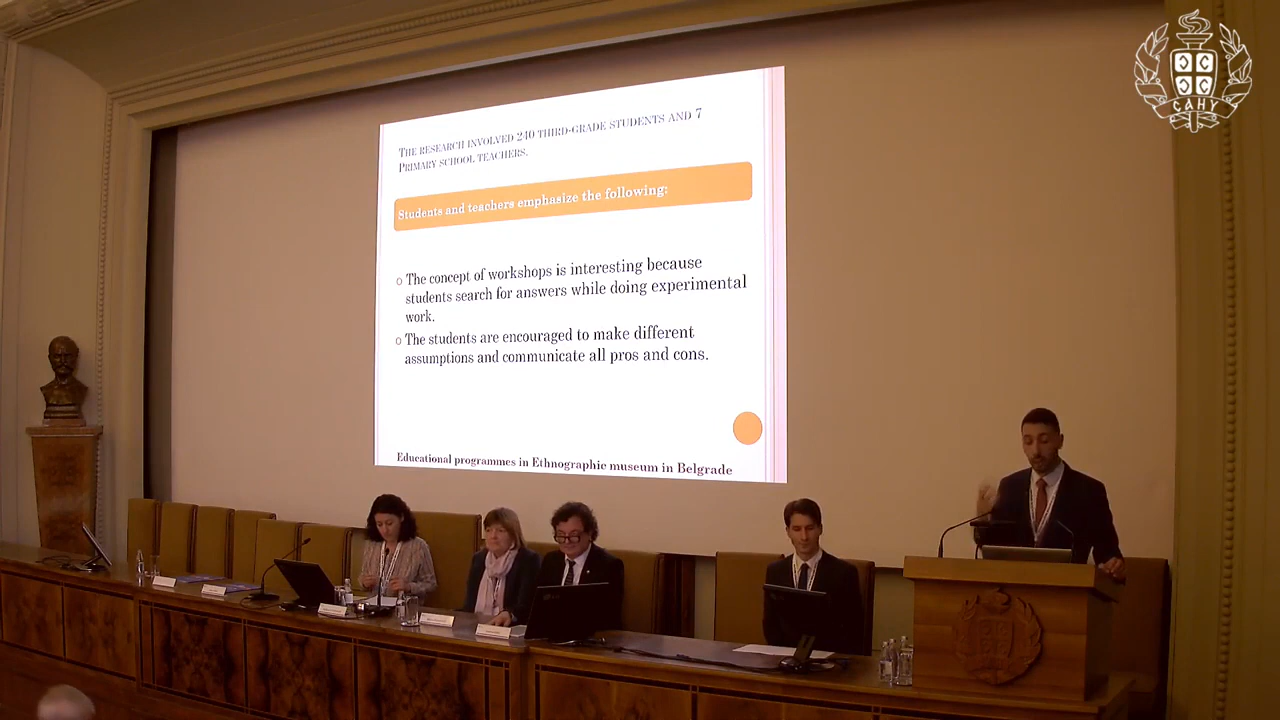 THE RESEARCH INVOLVED 240 THIRD-GRADE STUDENTS AND 7
PRIMARY SCHOOL TEACHERS.
Students and teachers emphasize the following:
The concept of workshops is interesting because
students search for answers while doing experimental
work.
The students are encouraged to make different
assumptions and communicate all pros and cons.
Educational programmes in Ethnographic museum in Belgrade
САНУ